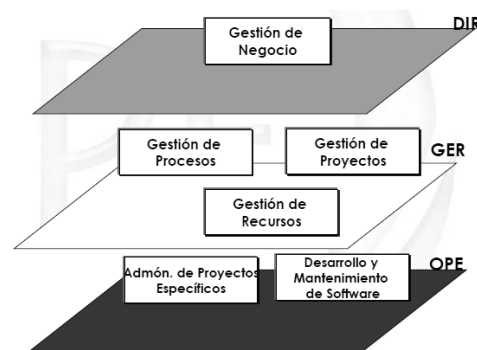 DIR
Gestión de
Negocio
Gestión de
Procesos
Gestión de
Proyectos
GER
Gestión de
Recursos
Admón. de Proyectos
Específicos
Desarrollo y
Mantenimiento
de Software
OPE